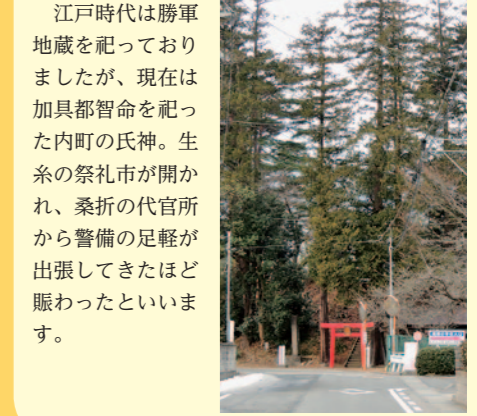 江戸時代は勝軍
地蔵を祀っており
ましたが、現在は
加具都智命を祀っ
た内町の氏神。生
糸の祭礼市が開か
れ、桑折の代官所
から警備の足軽が
出張してきたほど
賑わったといいま
す。